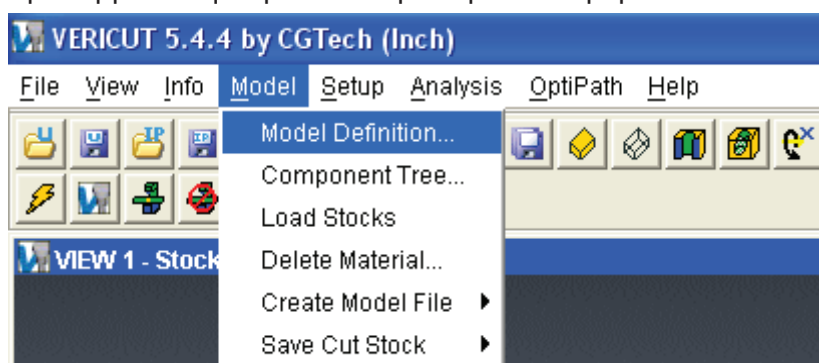 VERICUT 5.4.4 by CGTech (Inch)
File View Info Model Setup Analysis OptiPath Help
Model Definition...
Component Tree...
Load Stocks
VIEW 1 - Stock
Delete Material...
Create Model File
Save Cut Stock